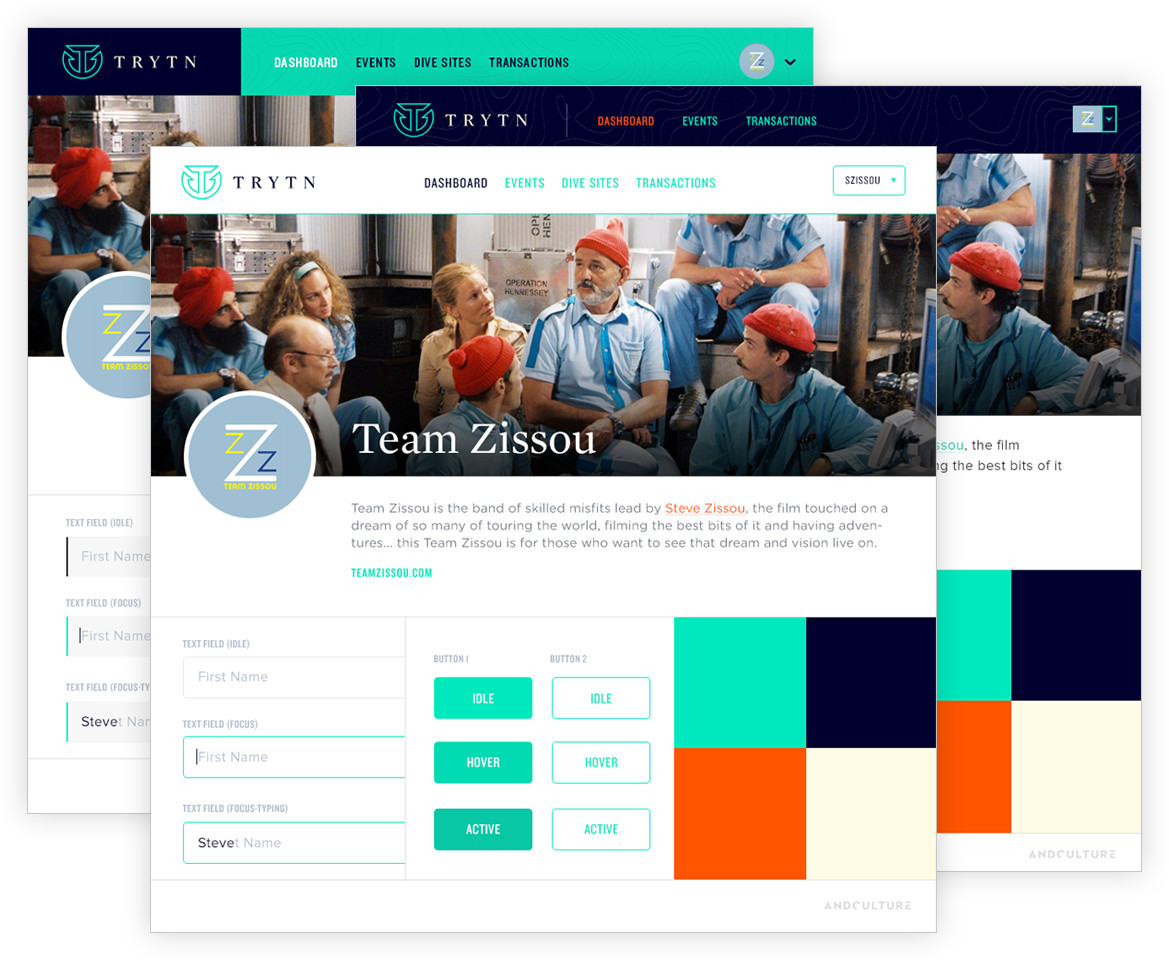 TRYTN
DASHBOARD EVENTS DIVE SITES TRANSACTIONS
Z
TRYTN
DASHBOARD EVENTS TRANSACTIONS
Z
TRYTN
DASHBOARD EVENTS DIVE SITES TRANSACTIONS
SZISSOU
OPERATION
HENNESSEY
Z Z Z
TEAM ZISSOU
Team Zissou
Z Z Z
TEAM ZISSOU
Team Zissou is the band of skilled misfits lead by Steve Zissou, the film touched on a
dream of so many of touring the world, filming the best bits of it and having adven-
tures... this Team Zissou is for those who want to see that dream and vision live on.
TEAMZISSOU.COM
ssou, the film
ng the best bits of it
TEXT FIELD (IDLE)
First Name
TEXT FIELD (FOCUS)
First Name
TEXT FIELD (FOCUS-TY
Stevet Nar
TEXT FIELD (IDLE)
First Name
TEXT FIELD (FOCUS)
First Name
TEXT FIELD (FOCUS-TYPING)
Stevet Name
BUTTON 1 BUTTON 2
IDLE IDLE
HOVER HOVER
ACTIVE ACTIVE
ANDCULTURE
ANDCULTURE